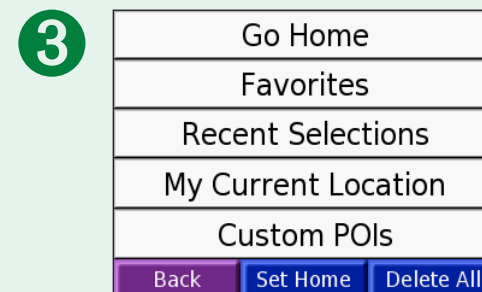 3
Go Home
Favorites
Recent Selections
My Current Location
Custom POIs
Back Set Home Delete All